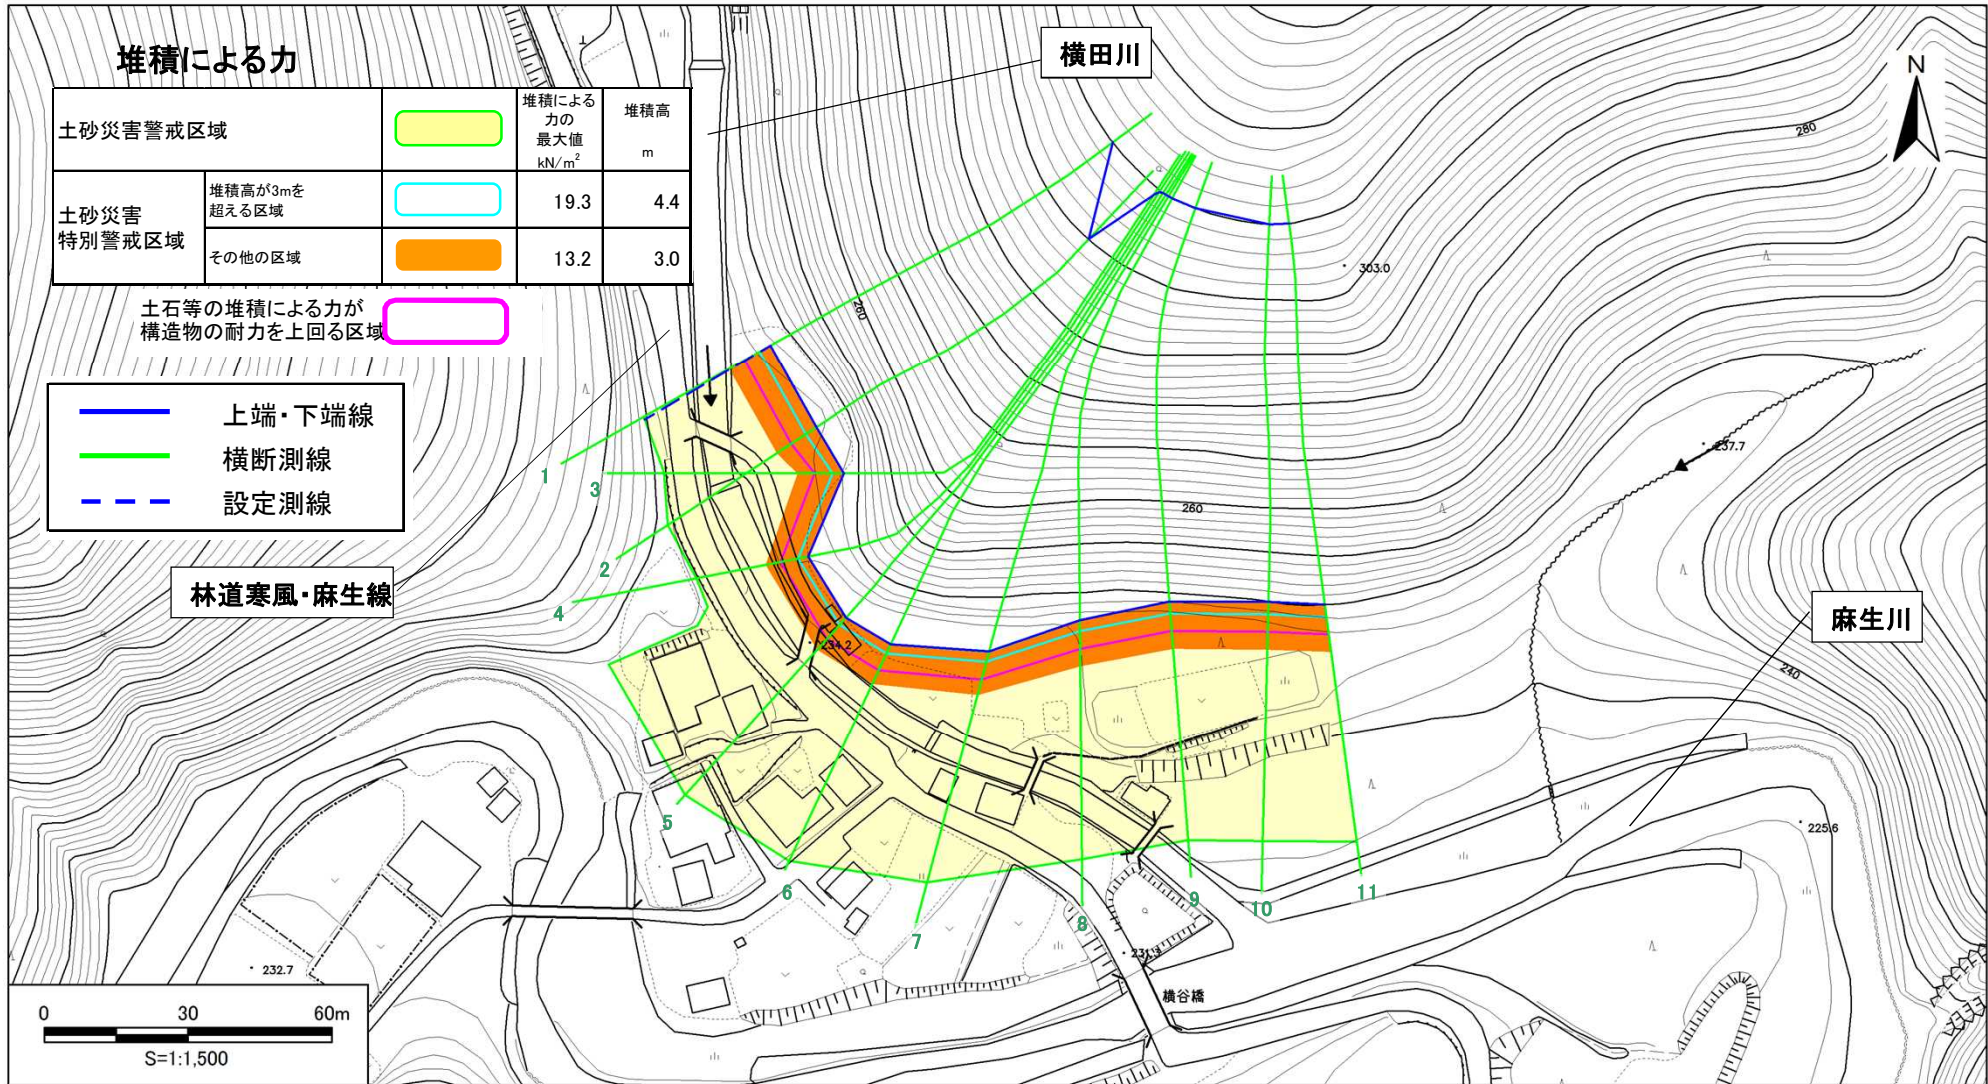 堆積による力
土砂災害警戒区域
堆積による
力の
最大値
kN/m²
堆積高
m
土砂災害
特別警戒区域
堆積高が3mを
超える区域
19.3
4.4
その他の区域
13.2
3.0
土石等の堆積による力が
構造物の耐力を上回る区域
上端・下端線
横断測線
設定測線
横田川
N
280
303.0
260
237.7
260
林道寒風・麻生線
麻生川
234.2
240
225.6
1
3
2
4
5
6
7
8
9
10
11
232.7
231.3
横谷橋
0
30
60m
S=1:1,500